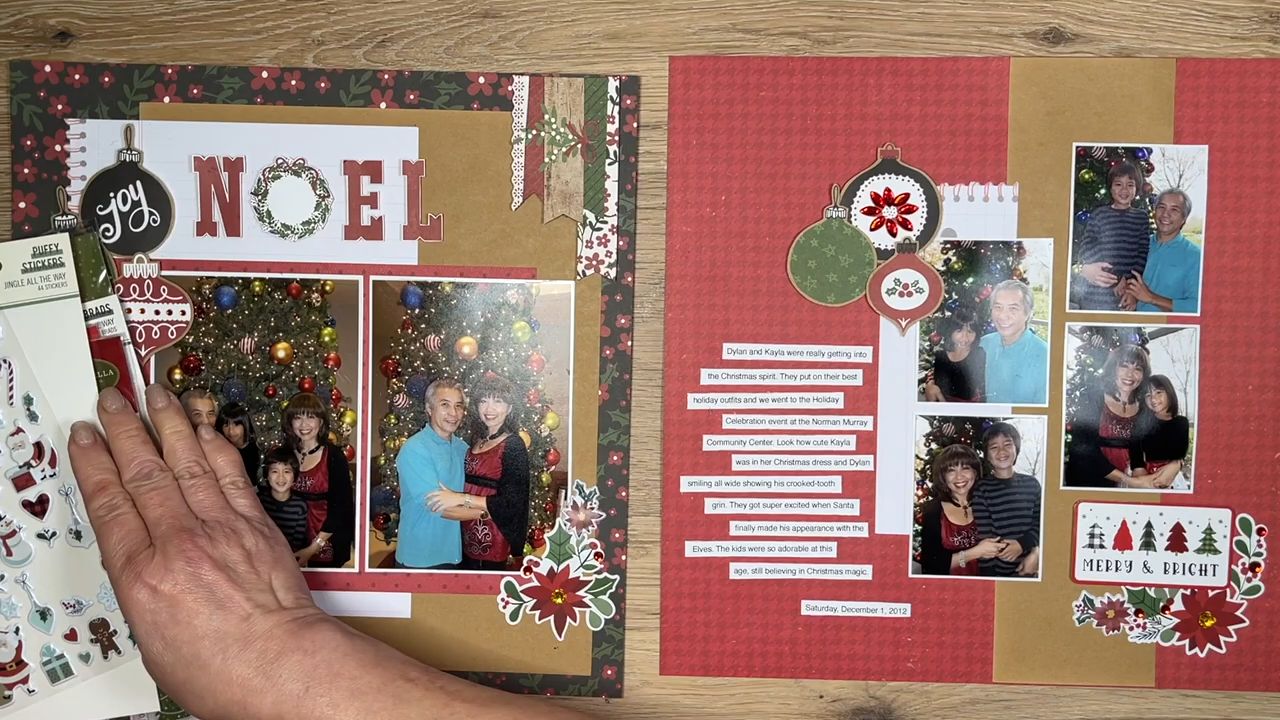 joy
NOEL
PUFFY
STICKERS
JINGLE ALL THE WAY
44 STICKERS
BRADS
WAY
BRADS
Dylan and Kayla were really getting into
the Christmas spirit. They put on their best
holiday outfits and we went to the Holiday
Celebration event at the Norman Murray
Community Center. Look how cute Kayla
was in her Christmas dress and Dylan
smiling all wide showing his crooked-tooth
grin. They got super excited when Santa
finally made his appearance with the
Elves. The kids were so adorable at this
age, still believing in Christmas magic.
Saturday, December 1, 2012
MERRY & BRIGHT